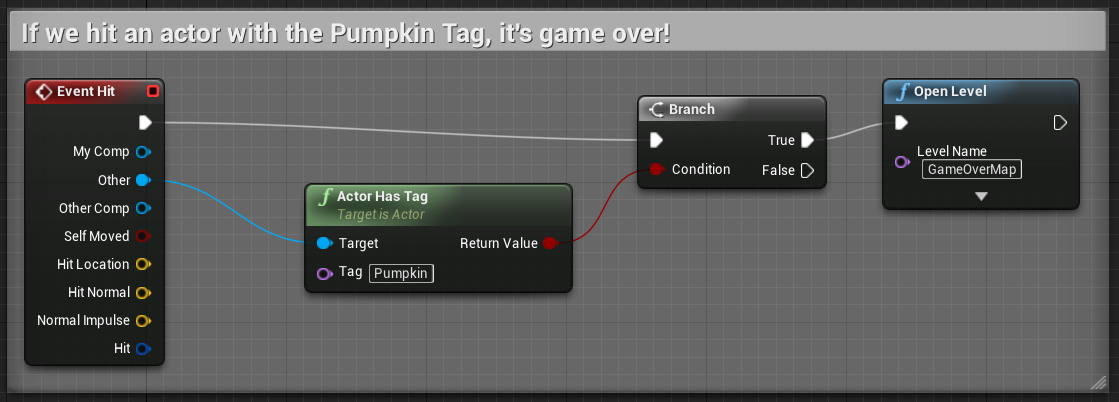 If we hit an actor with the Pumpkin Tag, it's game over!
Event Hit
My Comp
Other
Other Comp
Self Moved
Hit Location
Hit Normal
Normal Impulse
Hit
Actor Has Tag
Target is Actor
Target
Return Value
Tag Pumpkin
Branch
True
Condition
False
Open Level
Level Name
GameOverMap